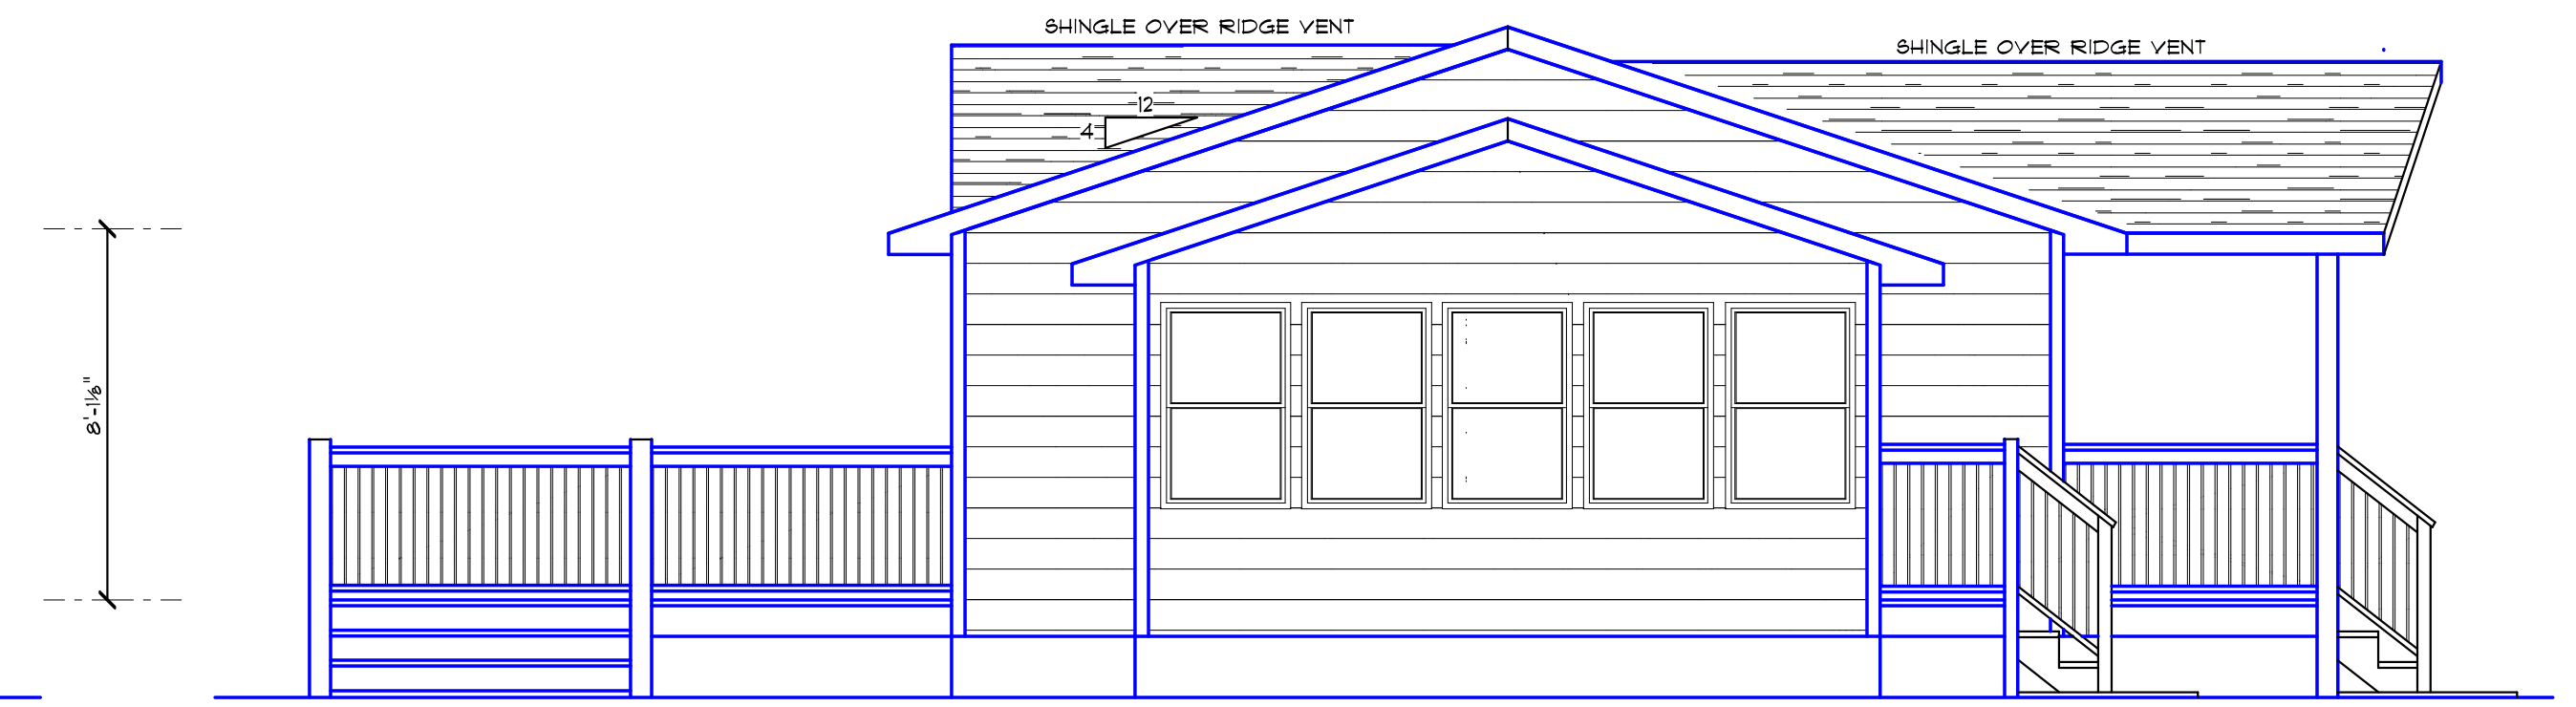 SHINGLE OVER RIDGE VENT
SHINGLE OVER RIDGE VENT
12
4
8'-1⅛"